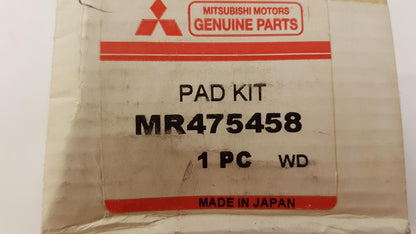 MITSUBISHI MOTORS
GENUINE PARTS
PAD KIT
MR475458
1 PC WD
MADE IN JAPAN